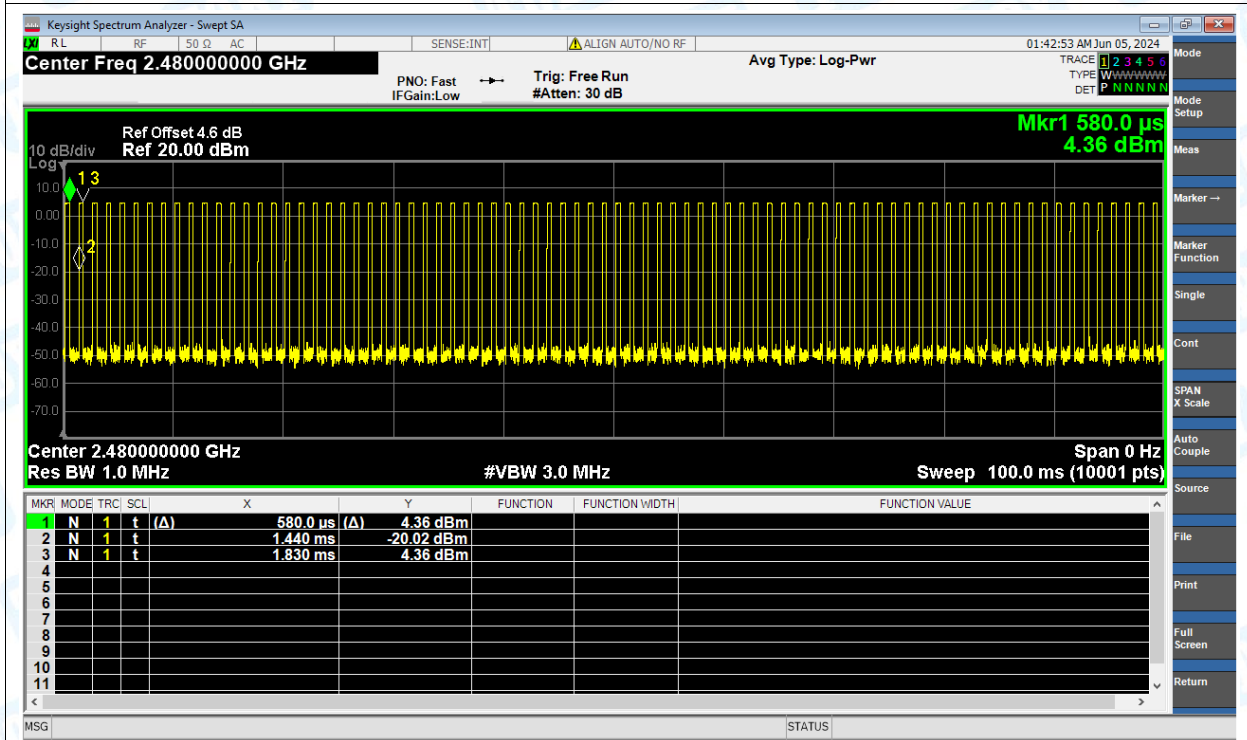 Keysight Spectrum Analyzer - Swept SA
LXI RL RF 50 Ω AC SENSE:INT ALIGN AUTO/NO RF 01:42:53 AM Jun 05, 2024
Center Freq 2.480000000 GHz Avg Type: Log-Pwr TRACE 1 2 3 4 5 6
PNO: Fast Trig: Free Run TYPE WWWWWW
IFGain:Low #Atten: 30 dB DET P N N N N N
Mkr1 580.0 µs
Ref Offset 4.6 dB
10 dB/div Ref 20.00 dBm 4.36 dBm
Log
1 3
10.0
0.00
-10.0
2
-20.0
-30.0
-40.0
-50.0
-60.0
-70.0
Center 2.480000000 GHz Span 0 Hz
Res BW 1.0 MHz #VBW 3.0 MHz Sweep 100.0 ms (10001 pts)
MKR MODE TRC SCL X Y FUNCTION FUNCTION WIDTH FUNCTION VALUE
1 N 1 t (Δ) 580.0 µs (Δ) 4.36 dBm
2 N 1 t 1.440 ms -20.02 dBm
3 N 1 t 1.830 ms 4.36 dBm
4
5
6
7
8
9
10
11
MSG STATUS
Mode
Mode
Setup
Meas
Marker →
Marker
Function
Single
Cont
SPAN
X Scale
Auto
Couple
Source
File
Print
Full
Screen
Return